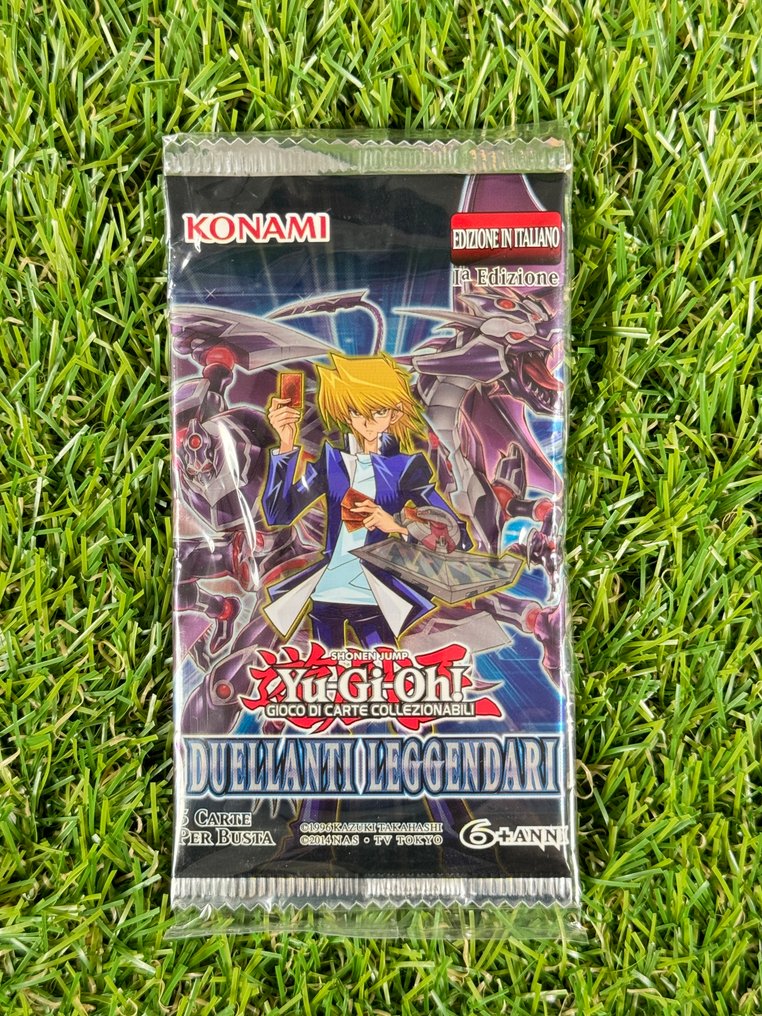 KONAMI
EDIZIONE IN ITALIANO
1ª Edizione
SHONEN JUMP
Yu-Gi-Oh!
GIOCO DI CARTE COLLEZIONABILI
DUELLANTI LEGGENDARI
5 CARTE
PER BUSTA
©1996 KAZUKI TAKAHASHI
©2014 NAS • TV TOKYO
6+ANNI